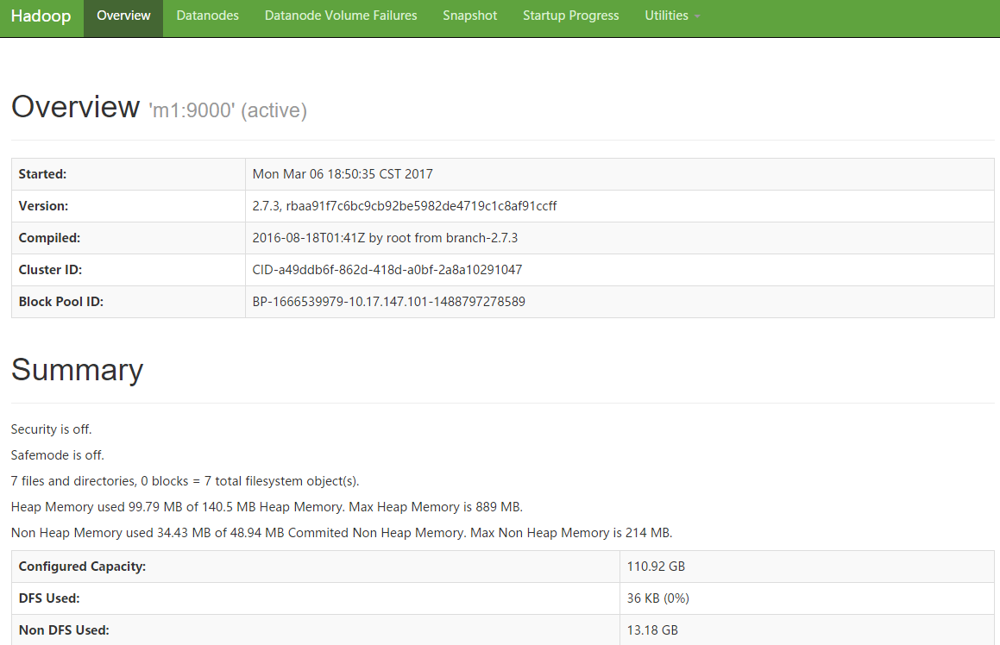 Hadoop Overview Datanodes Datanode Volume Failures Snapshot Startup Progress Utilities
Overview 'm1:9000' (active)
Started: Mon Mar 06 18:50:35 CST 2017
Version: 2.7.3, rbaa91f7c6bc9cb92be5982de4719c1c8af91ccff
Compiled: 2016-08-18T01:41Z by root from branch-2.7.3
Cluster ID: CID-a49ddb6f-862d-418d-a0bf-2a8a10291047
Block Pool ID: BP-1666539979-10.17.147.101-1488797278589
Summary
Security is off.
Safemode is off.
7 files and directories, 0 blocks = 7 total filesystem object(s).
Heap Memory used 99.79 MB of 140.5 MB Heap Memory. Max Heap Memory is 889 MB.
Non Heap Memory used 34.43 MB of 48.94 MB Commited Non Heap Memory. Max Non Heap Memory is 214 MB.
Configured Capacity: 110.92 GB
DFS Used: 36 KB (0%)
Non DFS Used: 13.18 GB